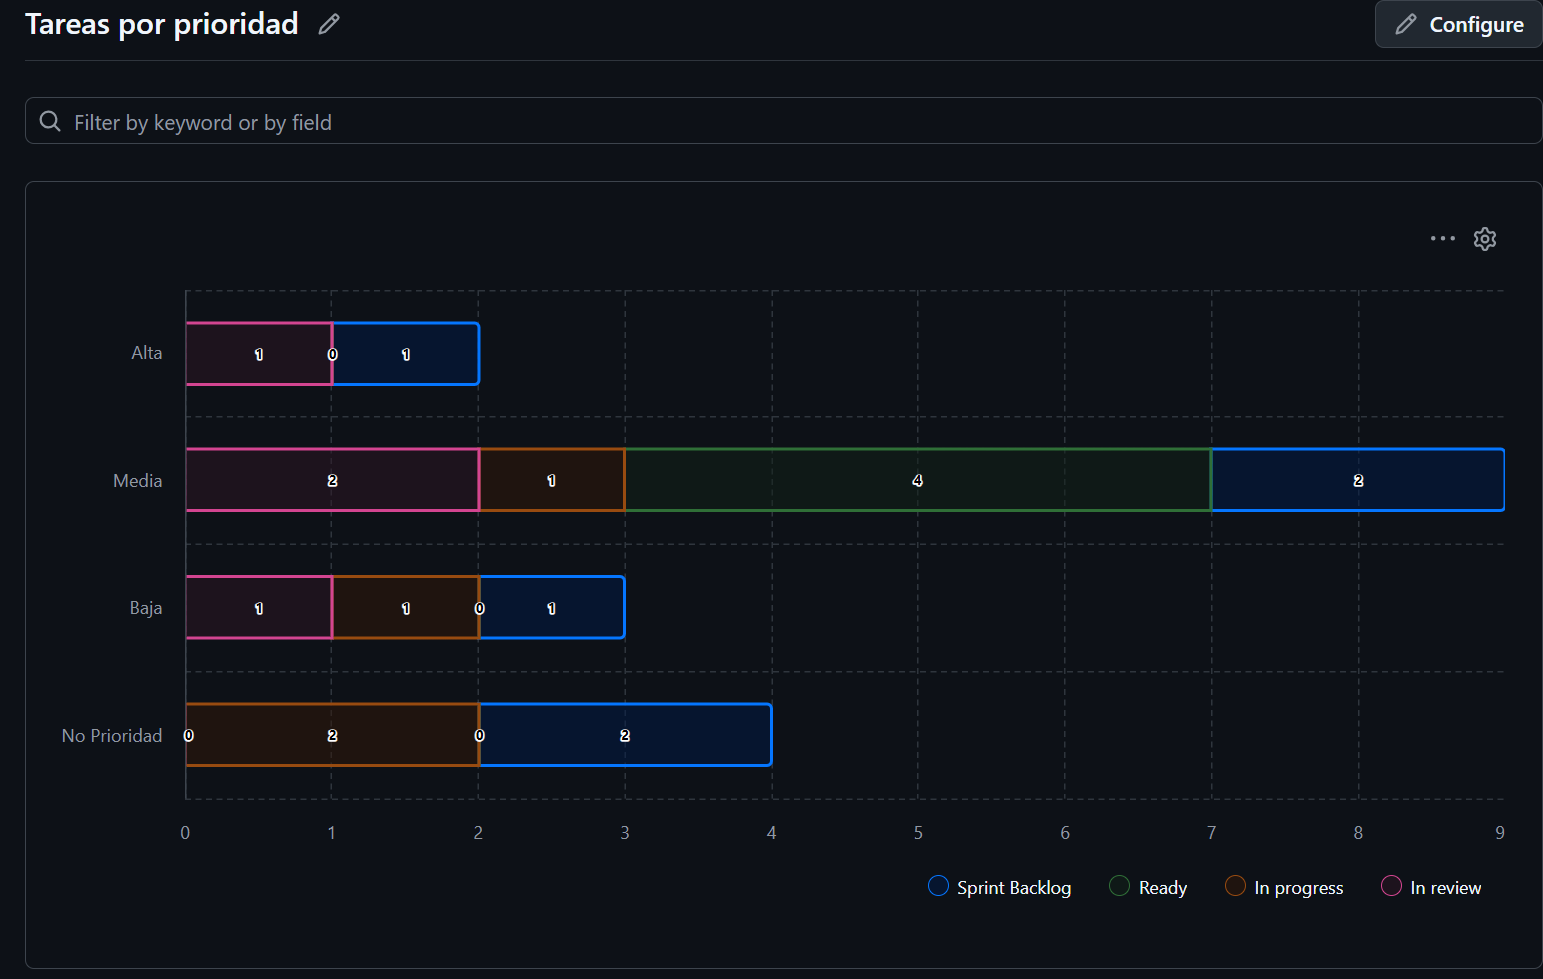 Tareas por prioridad
Configure
Filter by keyword or by field
Alta 1 0 1
Media 2 1 4 2
Baja 1 1 0 1
No Prioridad 0 2 0 2
0 1 2 3 4 5 6 7 8 9
Sprint Backlog Ready In progress In review